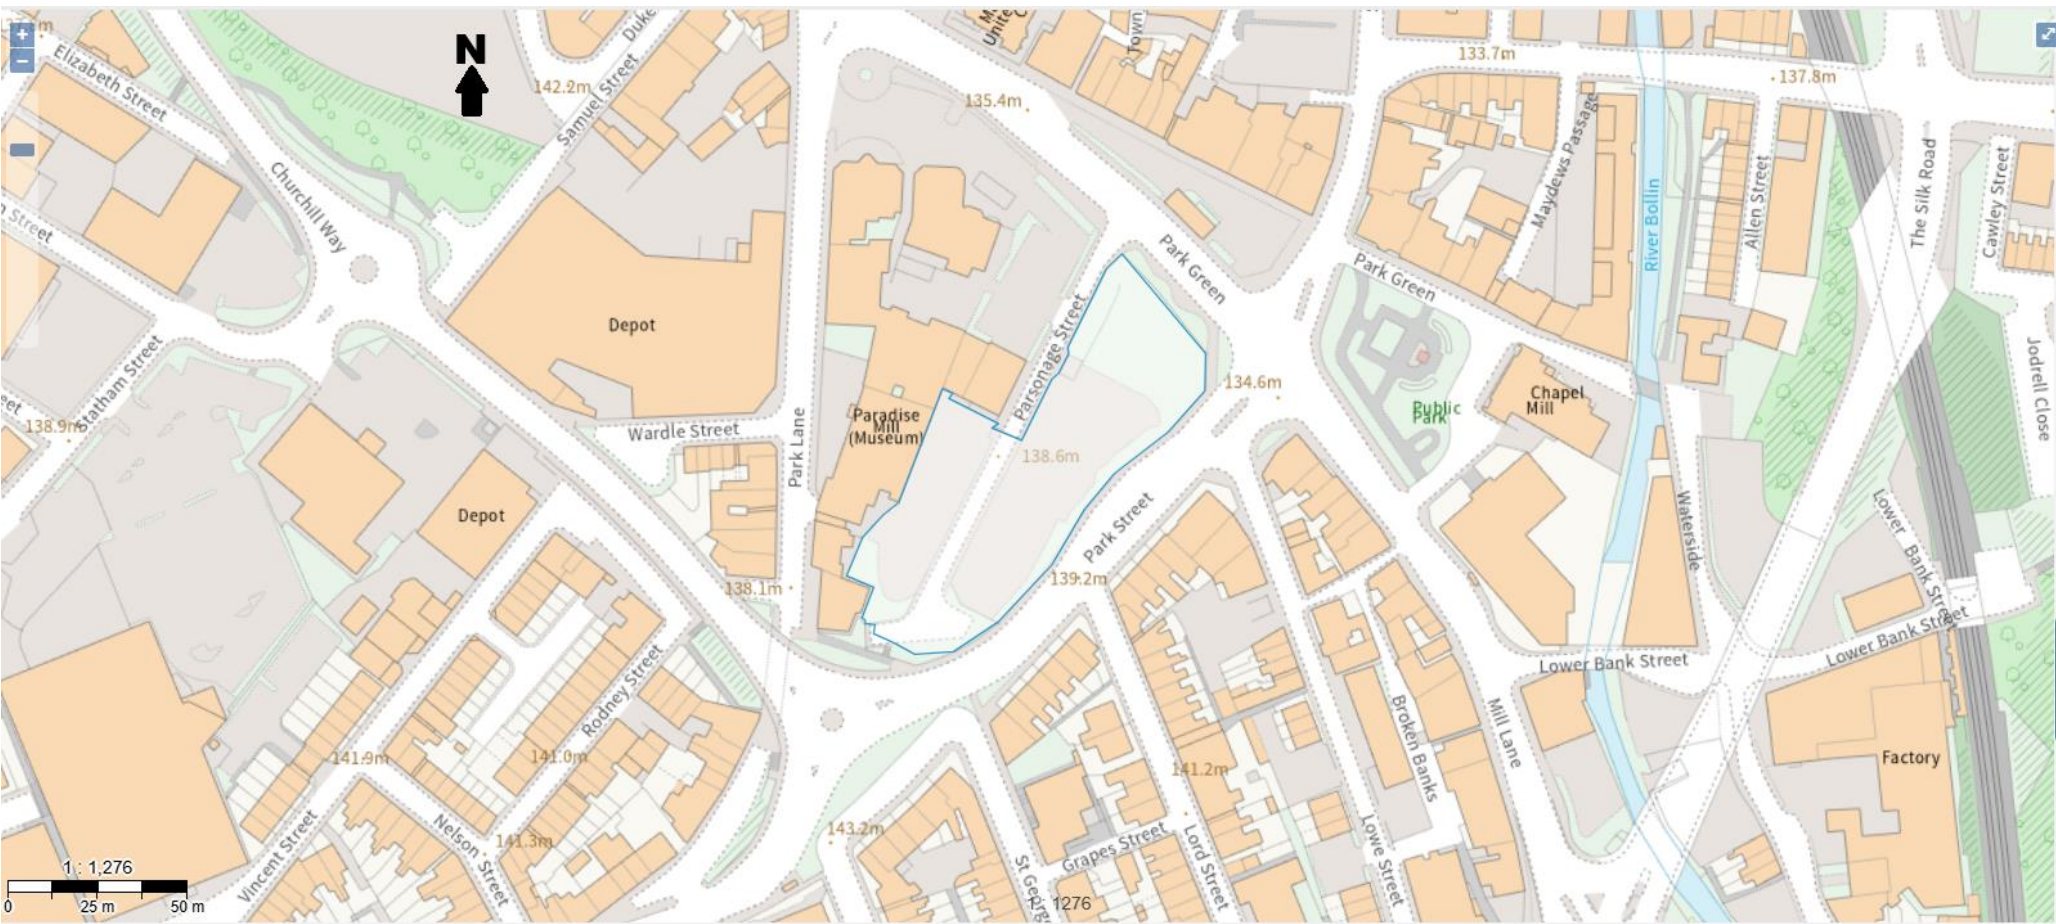 N
Elizabeth Street
Samuel Street
142.2m
135.4m
133.7m
137.8m
Churchill Way
Maydews Passage
River Bollin
Allen Street
The Silk Road
Cawley Street
Park Green
Park Green
Parsonage Street
Depot
Statham Street
138.9m
Park Lane
Wardle Street
Paradise
Mill
(Museum)
134.6m
Public
Park
Chapel
Mill
Jodrell Close
138.6m
Depot
Park Street
Waterside
Lower Bank Street
138.1m
139.2m
Lower Bank Street
Lower Bank Street
Rodney Street
141.9m
141.0m
Broken Banks
Mill Lane
Factory
141.2m
143.2m
141.3m
Nelson Street
Vincent Street
Grapes Street
Lord Street
Lowe Street
1 : 1,276
0 25 m 50 m